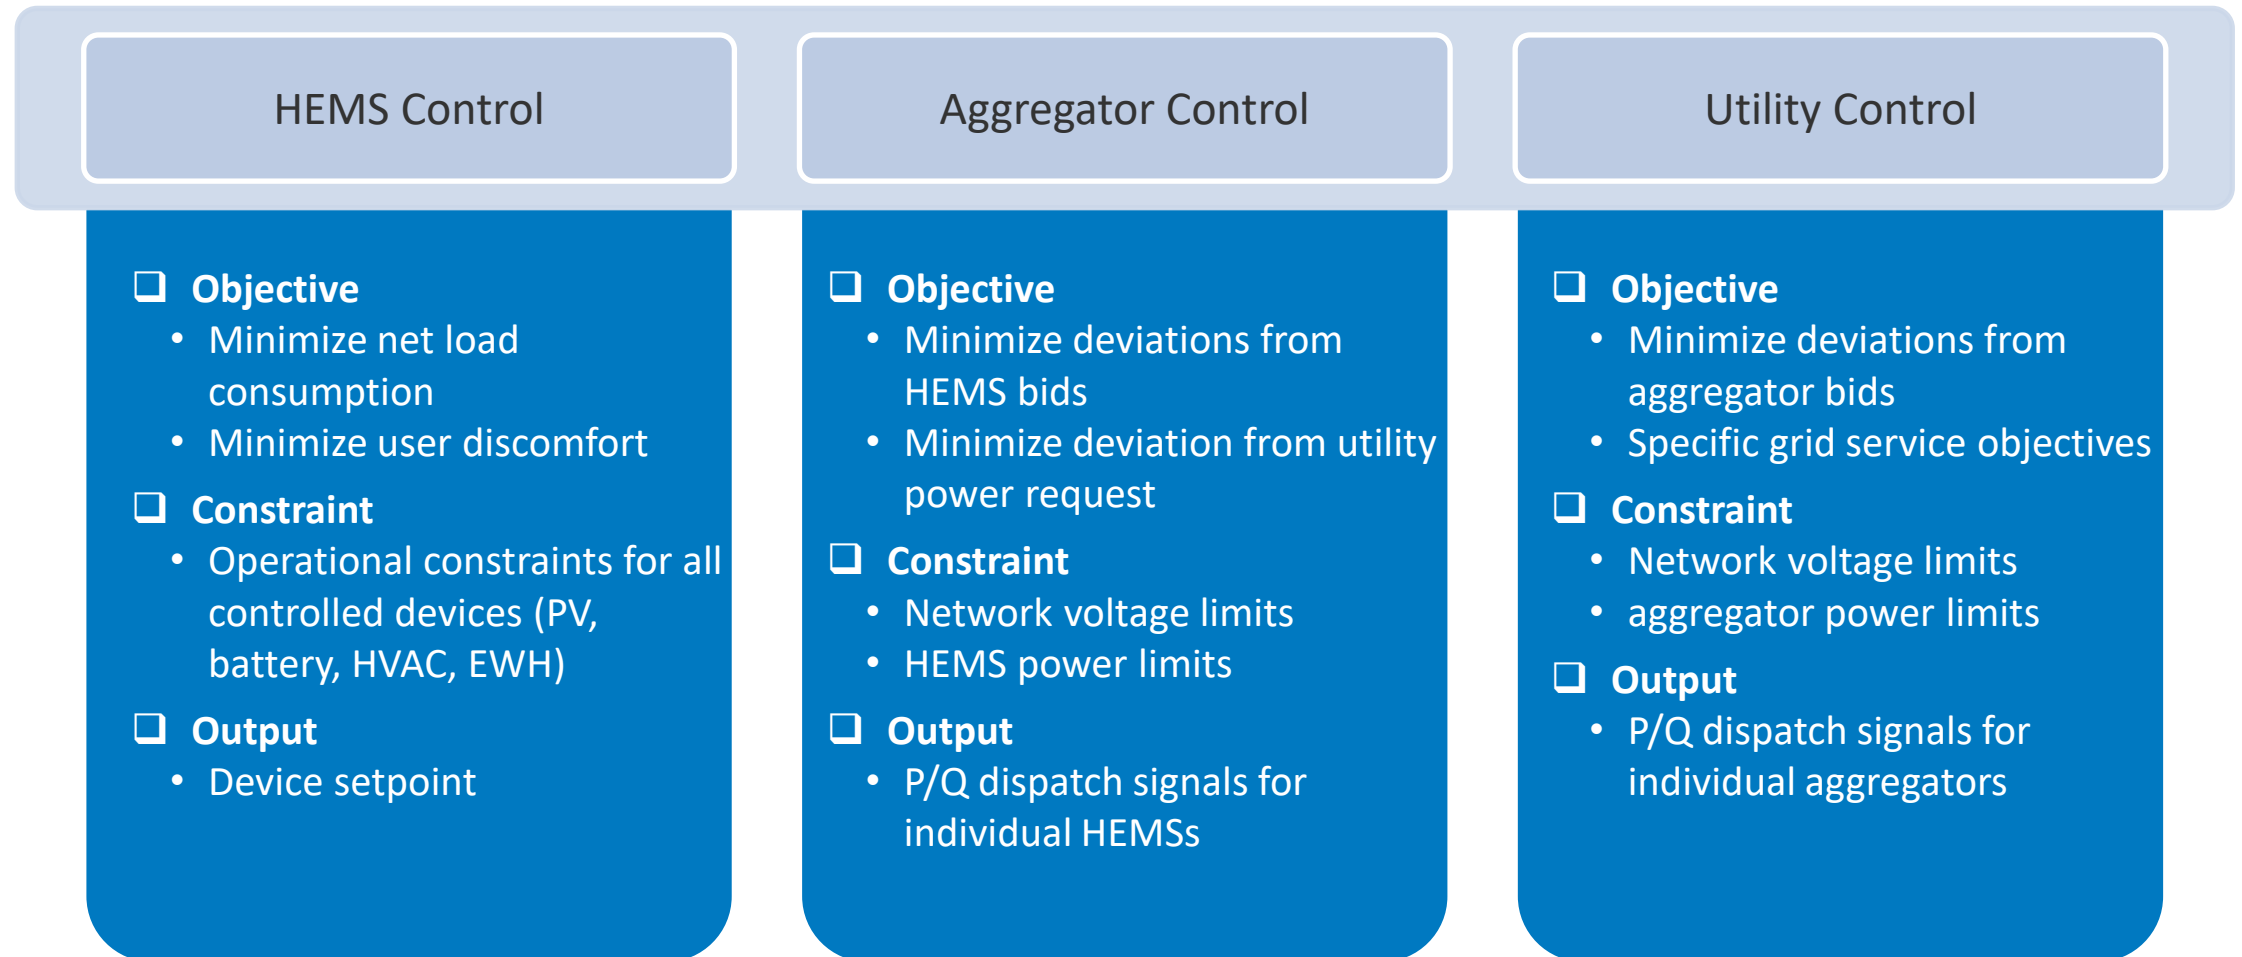 HEMS Control
❑ Objective
• Minimize net load
consumption
• Minimize user discomfort
❑ Constraint
• Operational constraints for all
controlled devices (PV,
battery, HVAC, EWH)
❑ Output
• Device setpoint
Aggregator Control
❑ Objective
• Minimize deviations from
HEMS bids
• Minimize deviation from utility
power request
❑ Constraint
• Network voltage limits
• HEMS power limits
❑ Output
• P/Q dispatch signals for
individual HEMSs
Utility Control
❑ Objective
• Minimize deviations from
aggregator bids
• Specific grid service objectives
❑ Constraint
• Network voltage limits
• aggregator power limits
❑ Output
• P/Q dispatch signals for
individual aggregators